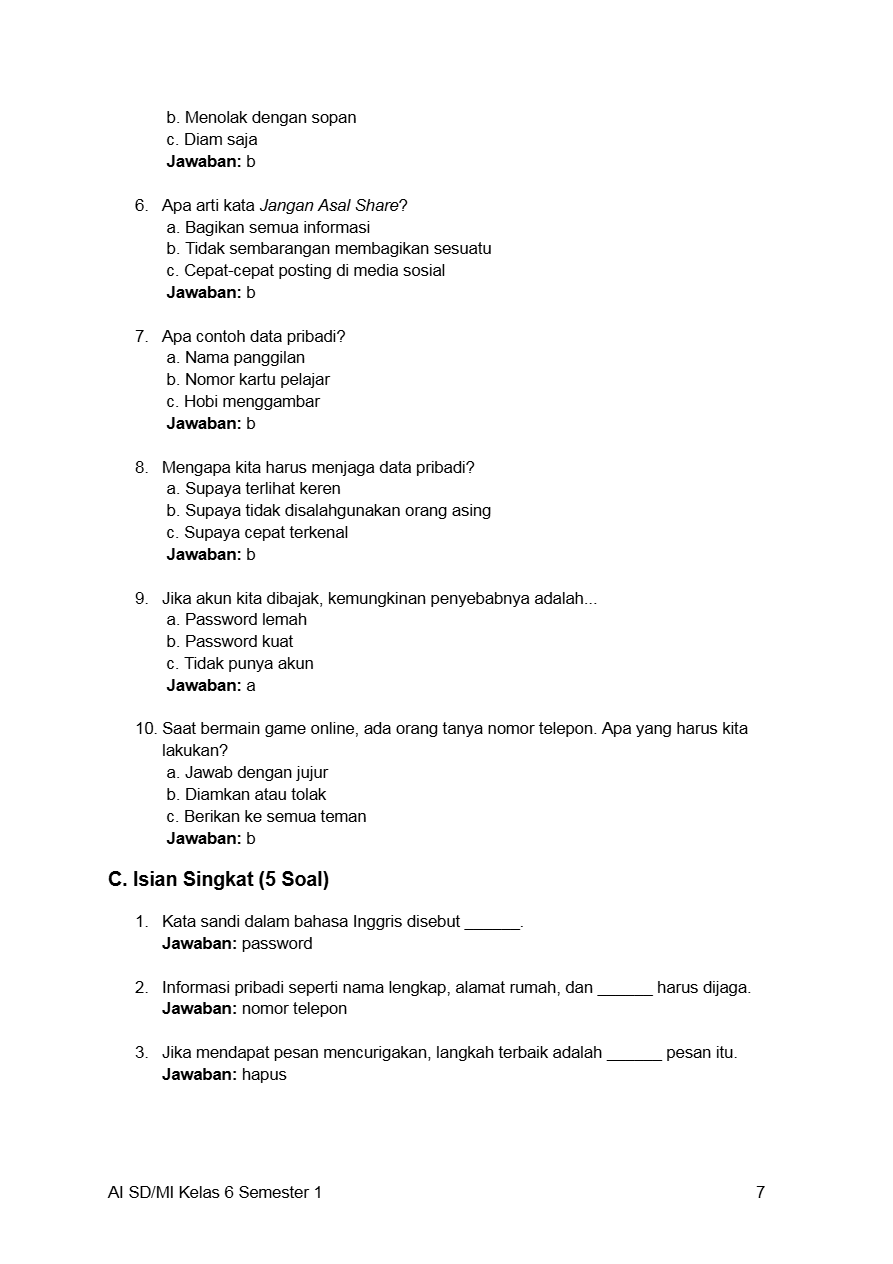 b. Menolak dengan sopan
c. Diam saja
Jawaban: b
6. Apa arti kata Jangan Asal Share?
a. Bagikan semua informasi
b. Tidak sembarangan membagikan sesuatu
c. Cepat-cepat posting di media sosial
Jawaban: b
7. Apa contoh data pribadi?
a. Nama panggilan
b. Nomor kartu pelajar
c. Hobi menggambar
Jawaban: b
8. Mengapa kita harus menjaga data pribadi?
a. Supaya terlihat keren
b. Supaya tidak disalahgunakan orang asing
c. Supaya cepat terkenal
Jawaban: b
9. Jika akun kita dibajak, kemungkinan penyebabnya adalah...
a. Password lemah
b. Password kuat
c. Tidak punya akun
Jawaban: a
10. Saat bermain game online, ada orang tanya nomor telepon. Apa yang harus kita
lakukan?
a. Jawab dengan jujur
b. Diamkan atau tolak
c. Berikan ke semua teman
Jawaban: b
C. Isian Singkat (5 Soal)
1. Kata sandi dalam bahasa Inggris disebut ______.
Jawaban: password
2. Informasi pribadi seperti nama lengkap, alamat rumah, dan ______ harus dijaga.
Jawaban: nomor telepon
3. Jika mendapat pesan mencurigakan, langkah terbaik adalah ______ pesan itu.
Jawaban: hapus
AI SD/MI Kelas 6 Semester 1 7